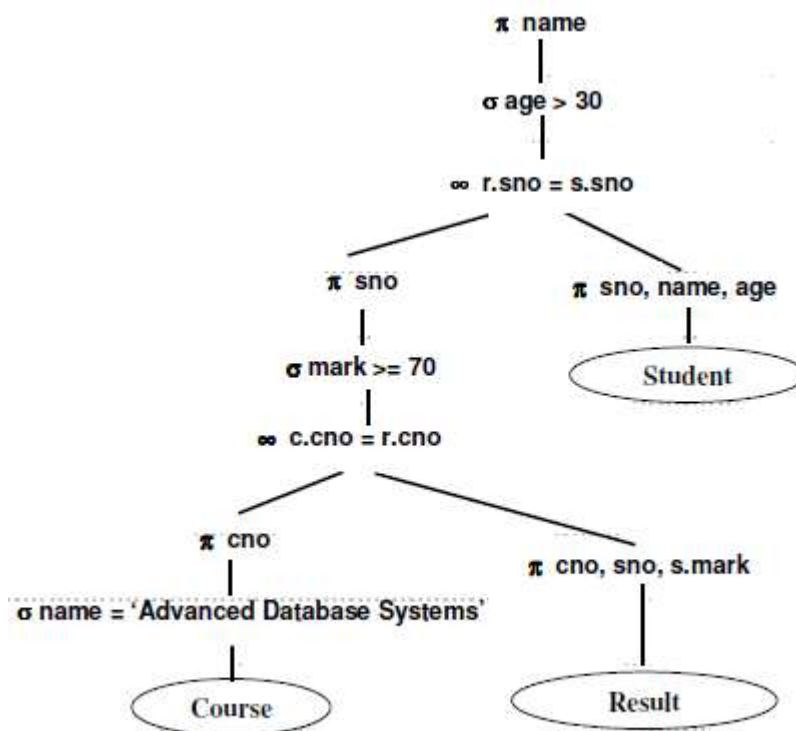 π name
σ age > 30
∞ r.sno = s.sno
π sno
π sno, name, age
σ mark >= 70
Student
∞ c.cno = r.cno
π cno
π cno, sno, s.mark
σ name = ‘Advanced Database Systems’
Course
Result